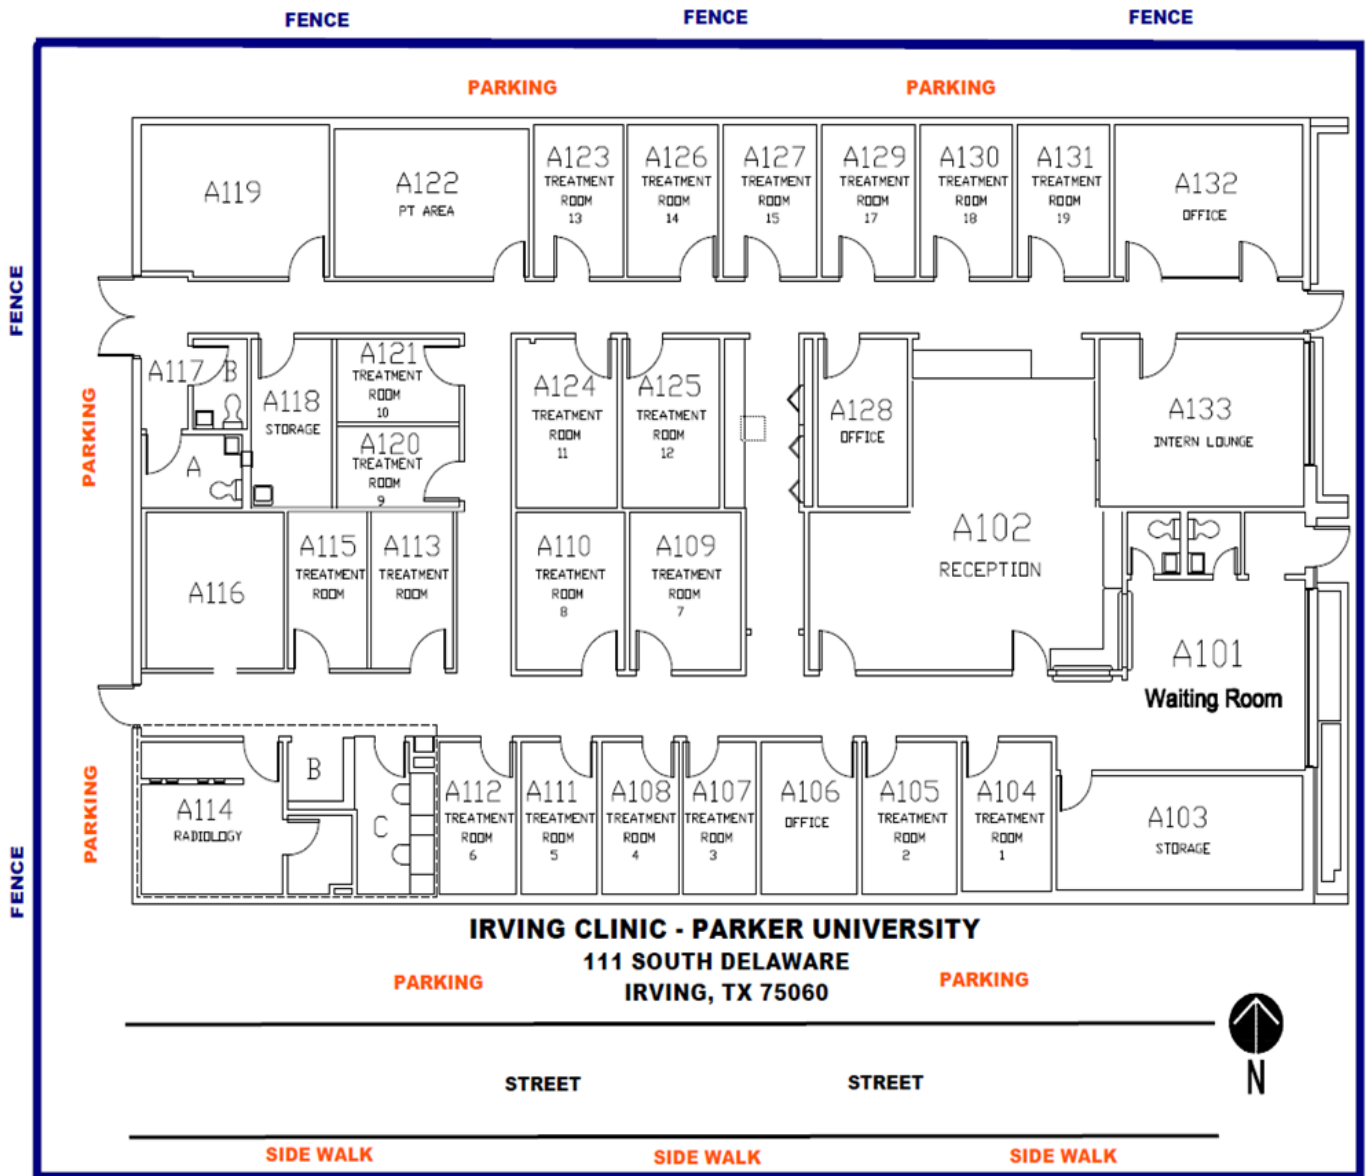 FENCE
FENCE
FENCE
PARKING
PARKING
A119
A122
PT AREA
A123
TREATMENT
ROOM
13
A126
TREATMENT
ROOM
14
A127
TREATMENT
ROOM
15
A129
TREATMENT
ROOM
17
A130
TREATMENT
ROOM
18
A131
TREATMENT
ROOM
19
A132
OFFICE
FENCE
PARKING
A117
B
A
A118
STORAGE
A121
TREATMENT
ROOM
10
A120
TREATMENT
ROOM
9
A124
TREATMENT
ROOM
11
A125
TREATMENT
ROOM
12
A128
OFFICE
A133
INTERN LOUNGE
A102
RECEPTION
A116
A115
TREATMENT
ROOM
A113
TREATMENT
ROOM
A110
TREATMENT
ROOM
8
A109
TREATMENT
ROOM
7
A101
Waiting Room
PARKING
FENCE
A114
RADIOLOGY
B
C
A112
TREATMENT
ROOM
6
A111
TREATMENT
ROOM
5
A108
TREATMENT
ROOM
4
A107
TREATMENT
ROOM
3
A106
OFFICE
A105
TREATMENT
ROOM
2
A104
TREATMENT
ROOM
1
A103
STORAGE
IRVING CLINIC - PARKER UNIVERSITY
111 SOUTH DELAWARE
IRVING, TX 75060
PARKING
PARKING
N
STREET
STREET
SIDE WALK
SIDE WALK
SIDE WALK